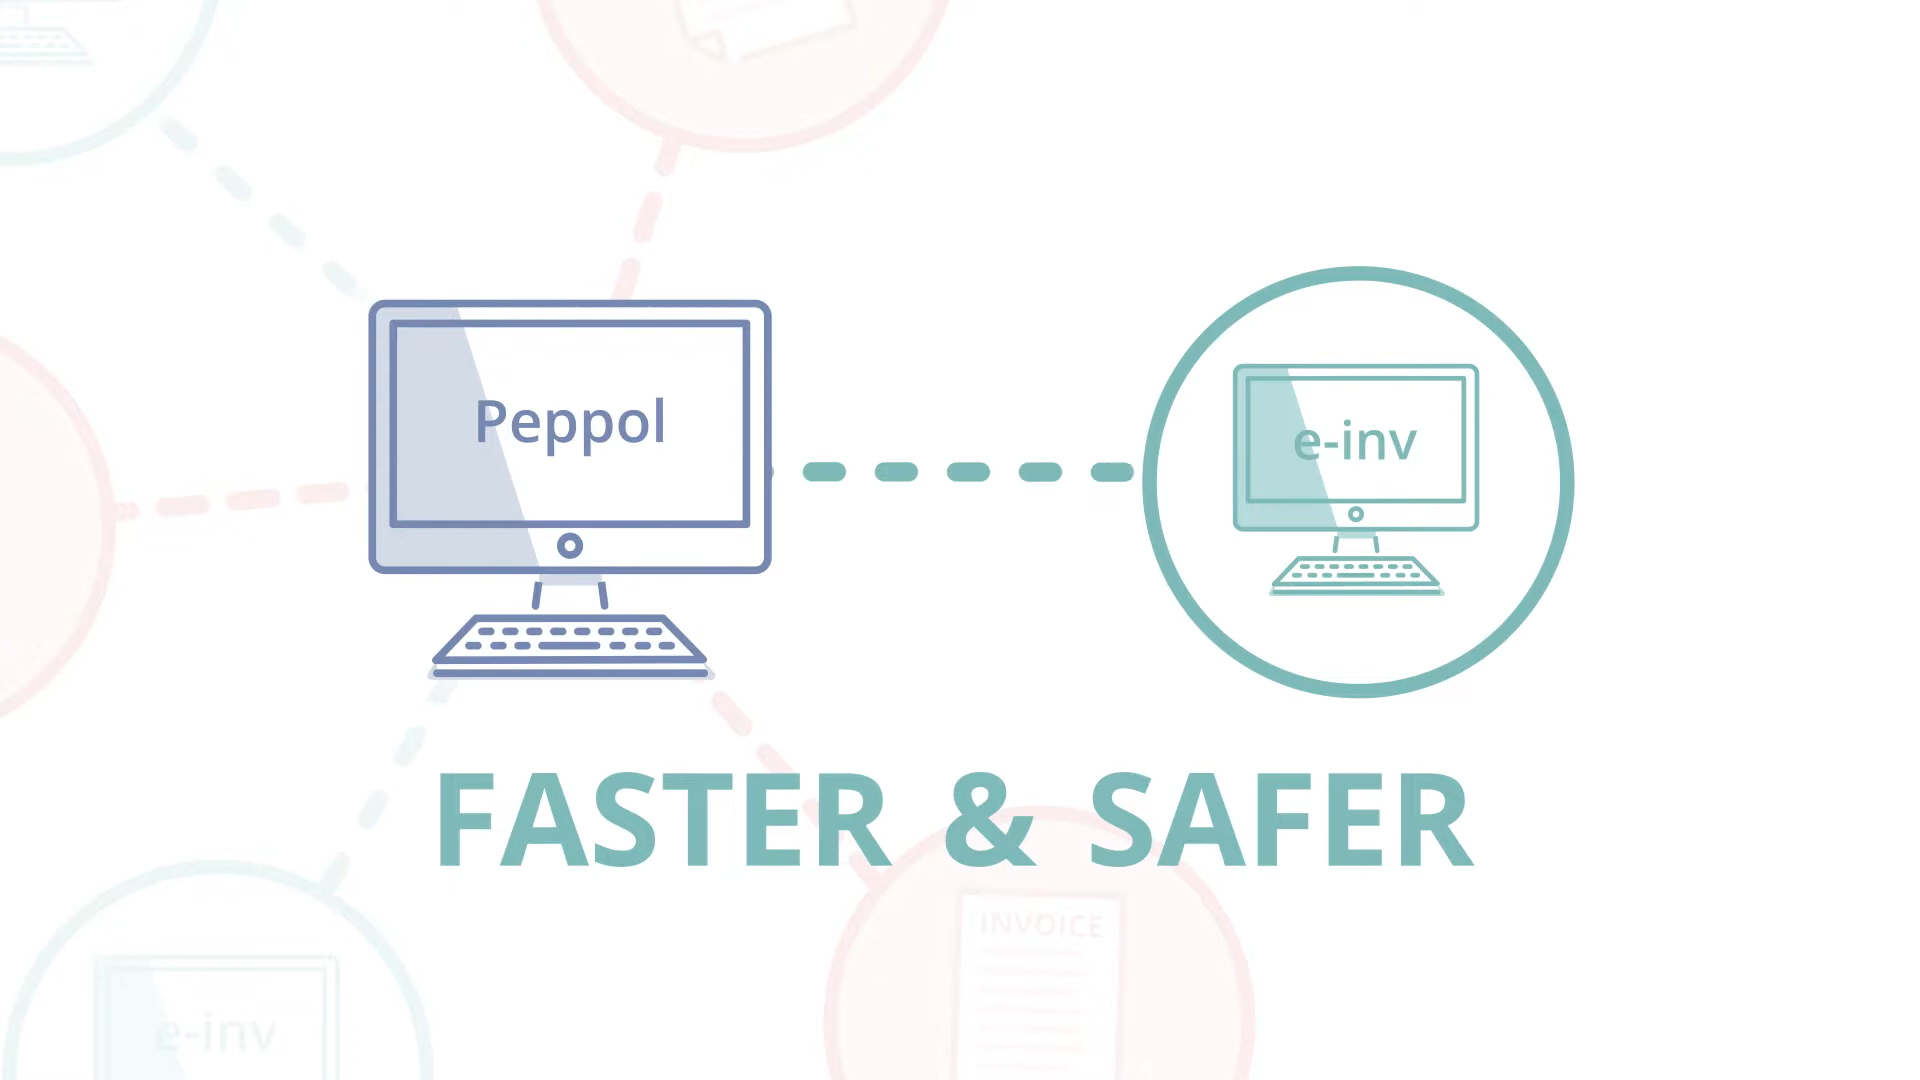 Peppol
e-inv
FASTER & SAFER
INVOICE
e-inv